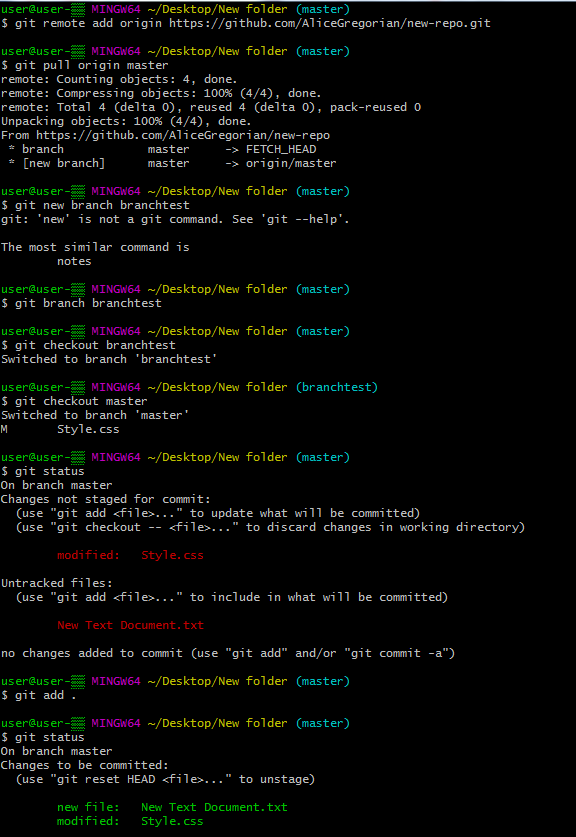 user@user-▒▒ MINGW64 ~/Desktop/New folder (master)
$ git remote add origin https://github.com/AliceGregorian/new-repo.git
user@user-▒▒ MINGW64 ~/Desktop/New folder (master)
$ git pull origin master
remote: Counting objects: 4, done.
remote: Compressing objects: 100% (4/4), done.
remote: Total 4 (delta 0), reused 4 (delta 0), pack-reused 0
Unpacking objects: 100% (4/4), done.
From https://github.com/AliceGregorian/new-repo
 * branch            master     -> FETCH_HEAD
 * [new branch]      master     -> origin/master
user@user-▒▒ MINGW64 ~/Desktop/New folder (master)
$ git new branch branchtest
git: 'new' is not a git command. See 'git --help'.
The most similar command is
        notes
user@user-▒▒ MINGW64 ~/Desktop/New folder (master)
$ git branch branchtest
user@user-▒▒ MINGW64 ~/Desktop/New folder (master)
$ git checkout branchtest
Switched to branch 'branchtest'
user@user-▒▒ MINGW64 ~/Desktop/New folder (branchtest)
$ git checkout master
Switched to branch 'master'
M       Style.css
user@user-▒▒ MINGW64 ~/Desktop/New folder (master)
$ git status
On branch master
Changes not staged for commit:
  (use "git add <file>..." to update what will be committed)
  (use "git checkout -- <file>..." to discard changes in working directory)
        modified:   Style.css
Untracked files:
  (use "git add <file>..." to include in what will be committed)
        New Text Document.txt
no changes added to commit (use "git add" and/or "git commit -a")
user@user-▒▒ MINGW64 ~/Desktop/New folder (master)
$ git add .
user@user-▒▒ MINGW64 ~/Desktop/New folder (master)
$ git status
On branch master
Changes to be committed:
  (use "git reset HEAD <file>..." to unstage)
        new file:   New Text Document.txt
        modified:   Style.css